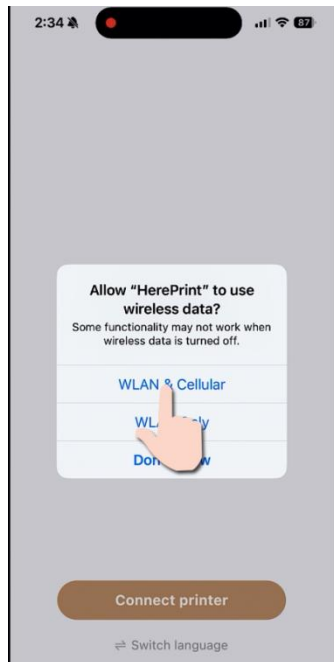 2:34
87
Allow “HerePrint” to use
wireless data?
Some functionality may not work when
wireless data is turned off.
WLAN & Cellular
Connect printer
⇌ Switch language